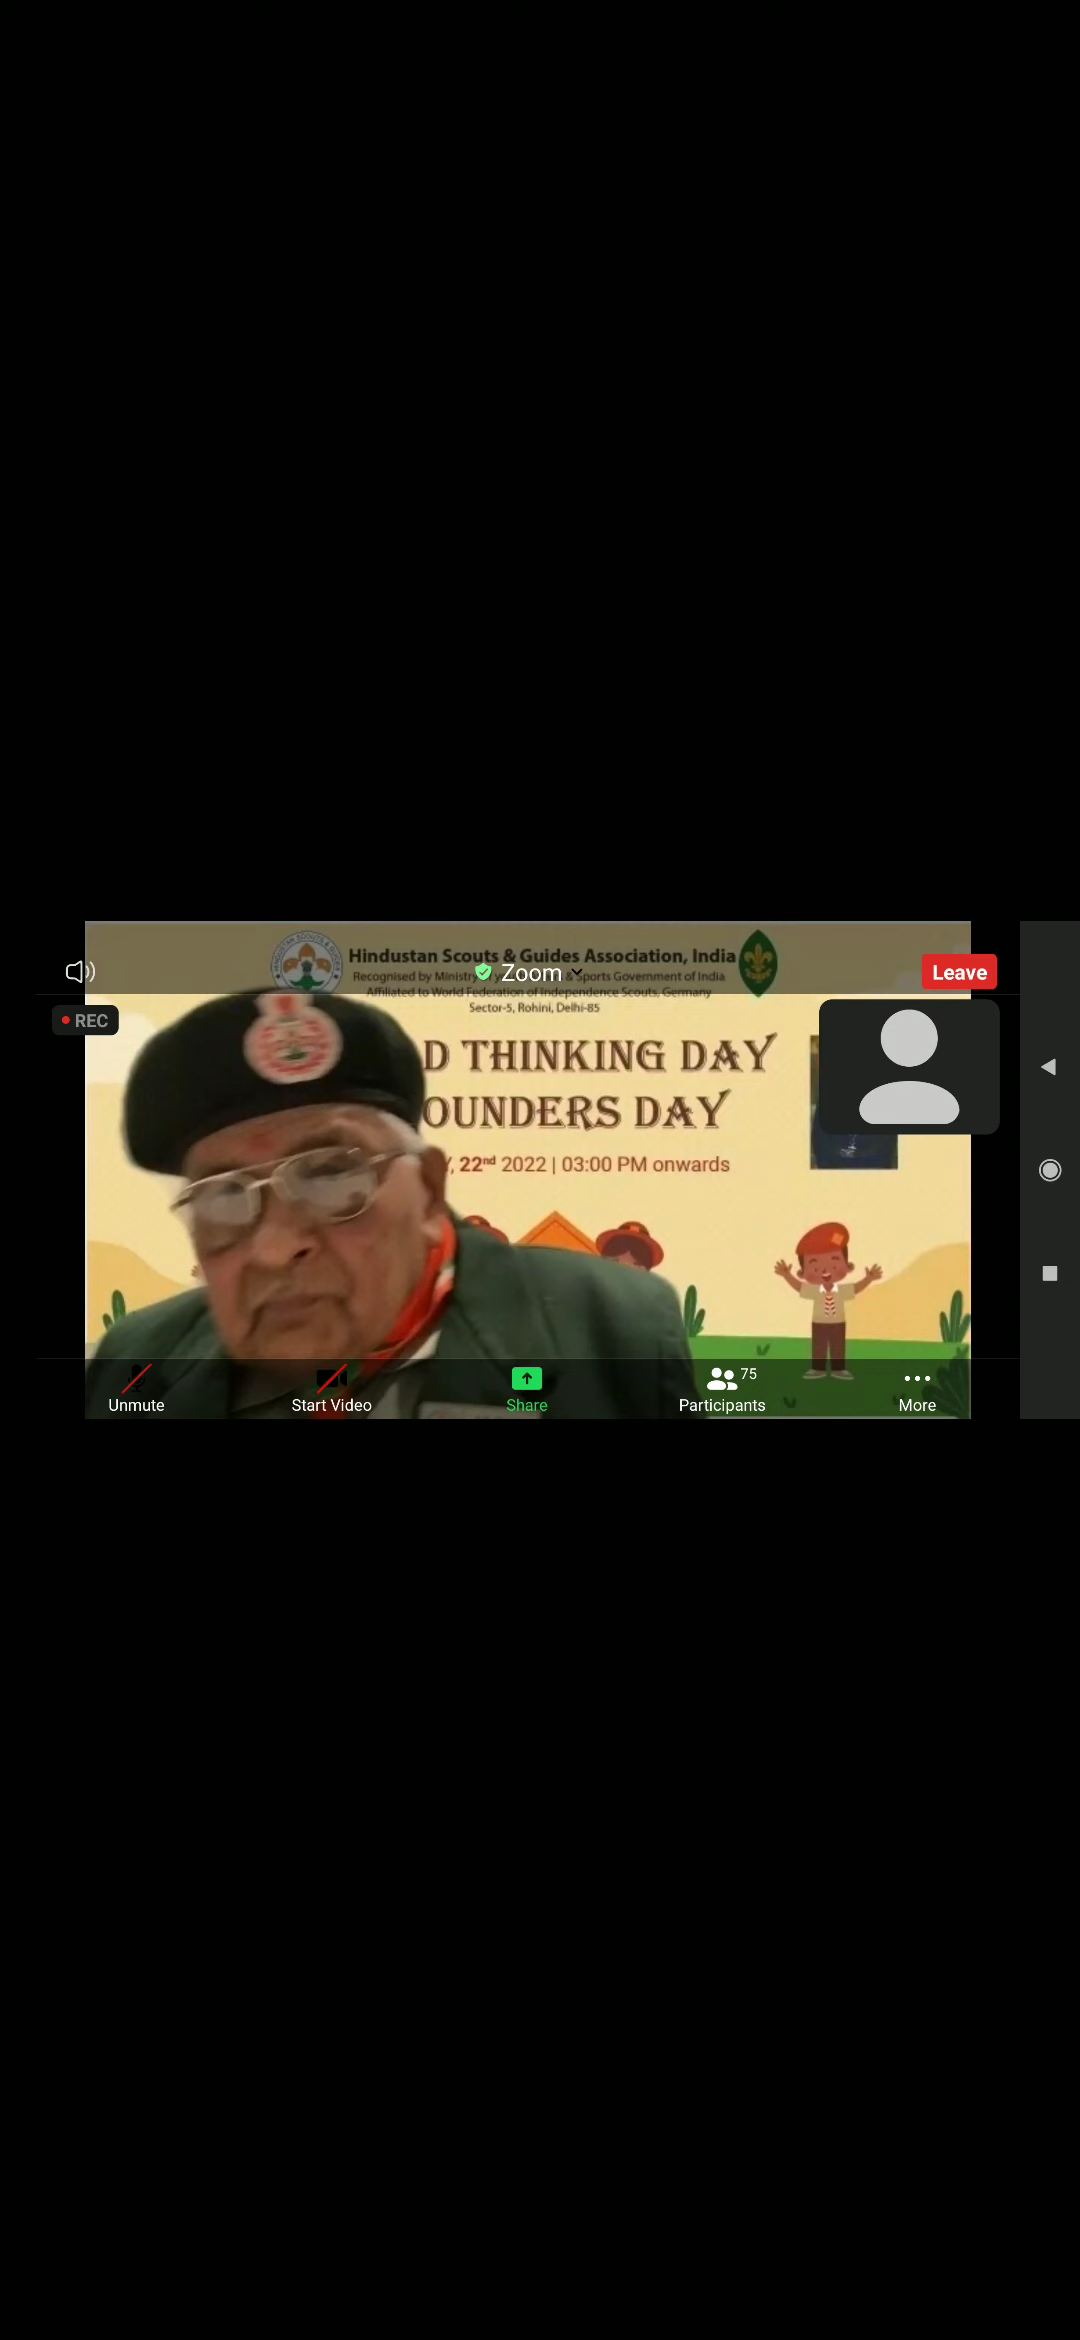 Hindustan Scouts & Guides Association, India
Recognised by Ministry & Sports Government of India
Zoom
Leave
Affiliated to World Federation of Independence Scouts, Germany
Sector-5, Rohini, Delhi-85
REC
D THINKING DAY
OUNDERS DAY
Y, 22nd 2022 | 03:00 PM onwards
75
Unmute
Start Video
Share
Participants
More